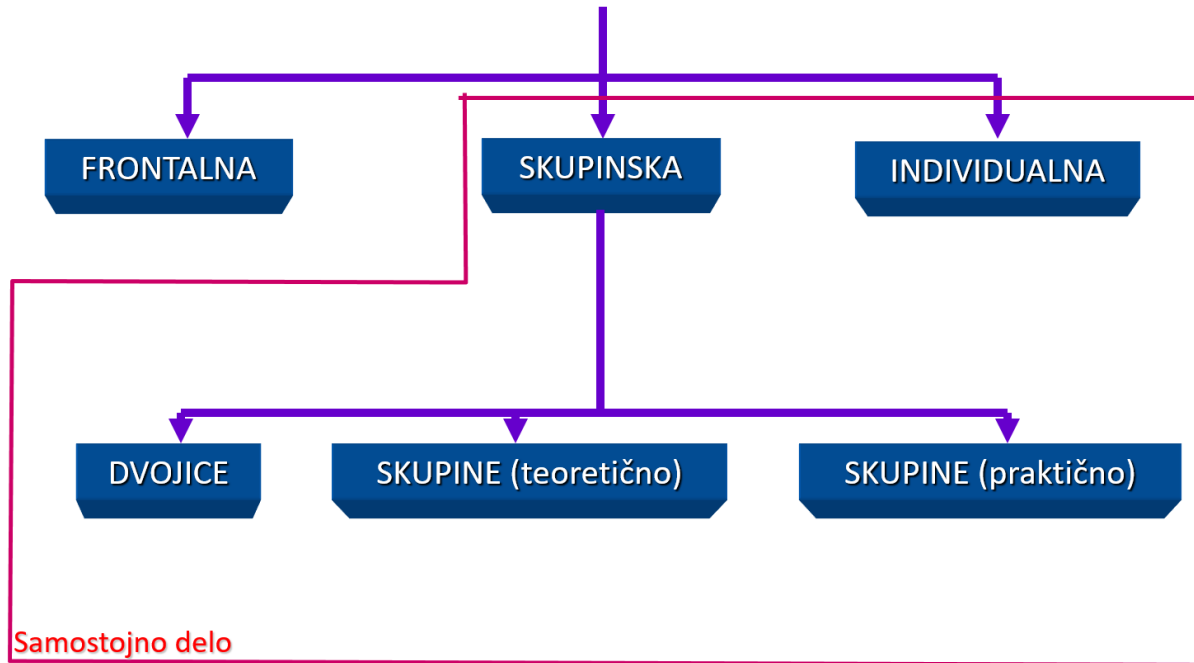 FRONTALNA
SKUPINSKA
INDIVIDUALNA
DVOJICE
SKUPINE (teoretično)
SKUPINE (praktično)
Samostojno delo